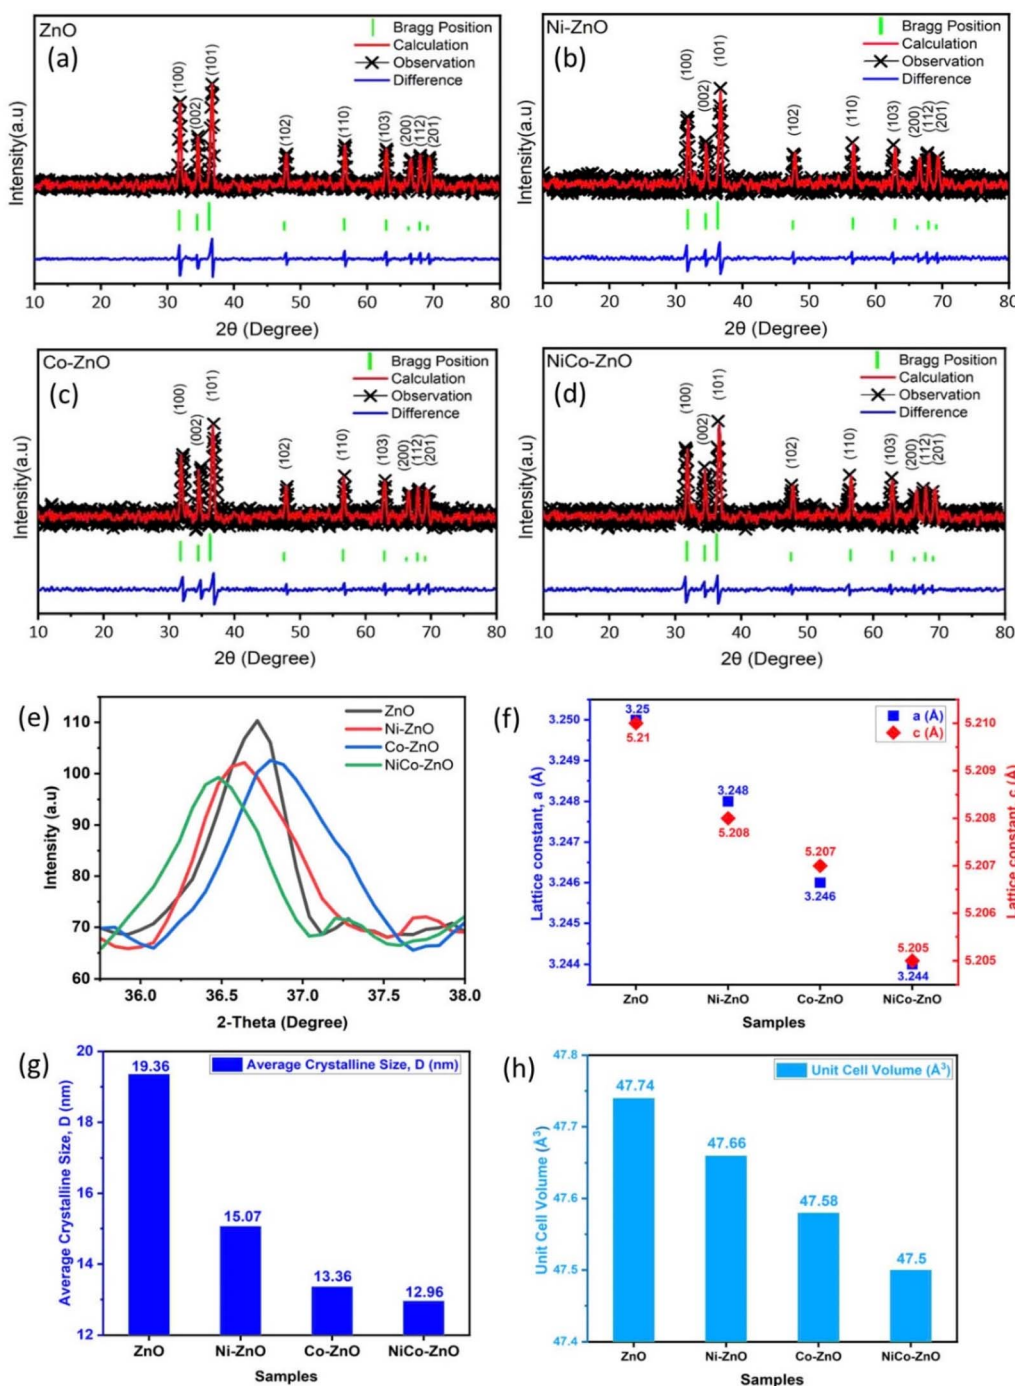 ZnO
(a)
Bragg Position
Calculation
Observation
Difference
(100)
(002)
(101)
(102)
(110)
(103)
(200)
(112)
(201)
Intensity(a.u)
10 20 30 40 50 60 70 80
2θ (Degree)
Ni-ZnO
(b)
Bragg Position
Calculation
Observation
Difference
(100)
(002)
(101)
(102)
(110)
(103)
(200)
(112)
(201)
Intensity(a.u)
10 20 30 40 50 60 70 80
2θ (Degree)
Co-ZnO
(c)
Bragg Position
Calculation
Observation
Difference
(100)
(002)
(101)
(102)
(110)
(103)
(200)
(112)
(201)
Intensity(a.u)
10 20 30 40 50 60 70 80
2θ (Degree)
NiCo-ZnO
(d)
Bragg Position
Calculation
Observation
Difference
(100)
(002)
(101)
(102)
(110)
(103)
(200)
(112)
(201)
Intensity(a.u)
10 20 30 40 50 60 70 80
2θ (Degree)
(e)
ZnO
Ni-ZnO
Co-ZnO
NiCo-ZnO
Intensity (a.u)
110
100
90
80
70
60
36.0 36.5 37.0 37.5 38.0
2-Theta (Degree)
(f)
a (Å)
c (Å)
Lattice constant, a (Å)
3.250
3.249
3.248
3.247
3.246
3.245
3.244
3.25
5.21
3.248
5.208
5.207
3.246
5.205
3.244
5.210
5.209
5.208
5.207
5.206
5.205
Lattice constant, c (Å)
ZnO Ni-ZnO Co-ZnO NiCo-ZnO
Samples
(g)
Average Crystalline Size, D (nm)
Average Crystalline Size, D (nm)
20
18
16
14
12
19.36
15.07
13.36
12.96
ZnO Ni-ZnO Co-ZnO NiCo-ZnO
Samples
(h)
Unit Cell Volume (Å³)
Unit Cell Volume (Å³)
47.8
47.7
47.6
47.5
47.4
47.74
47.66
47.58
47.5
ZnO Ni-ZnO Co-ZnO NiCo-ZnO
Samples